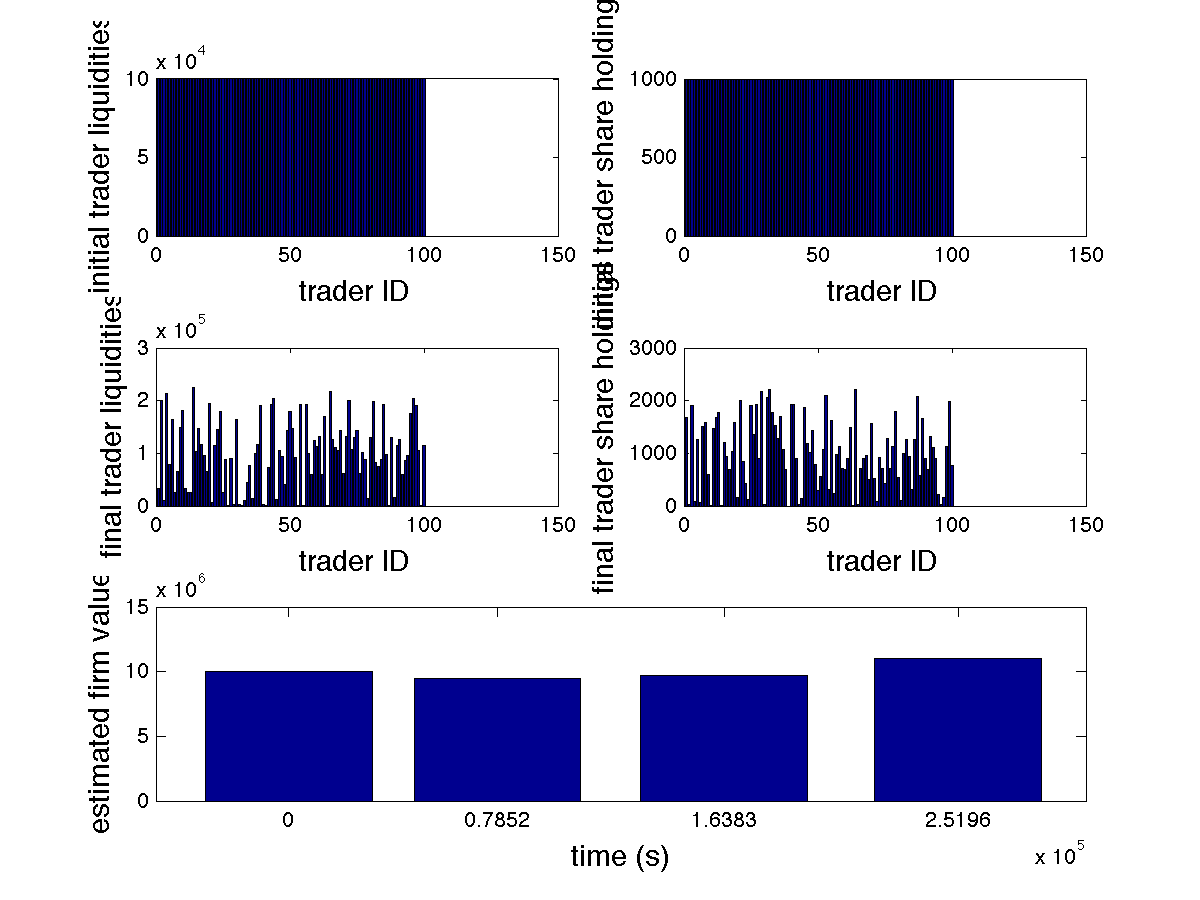 initial trader liquidities
x 10^4
10
5
0
0 50 100 150
trader ID
trader share holding
1000
500
0
0 50 100 150
trader ID
final trader liquidities
x 10^5
3
2
1
0
0 50 100 150
trader ID
final trader share holdings
3000
2000
1000
0
0 50 100 150
trader ID
estimated firm value
x 10^6
15
10
5
0
0 0.7852 1.6383 2.5196
time (s)
x 10^5